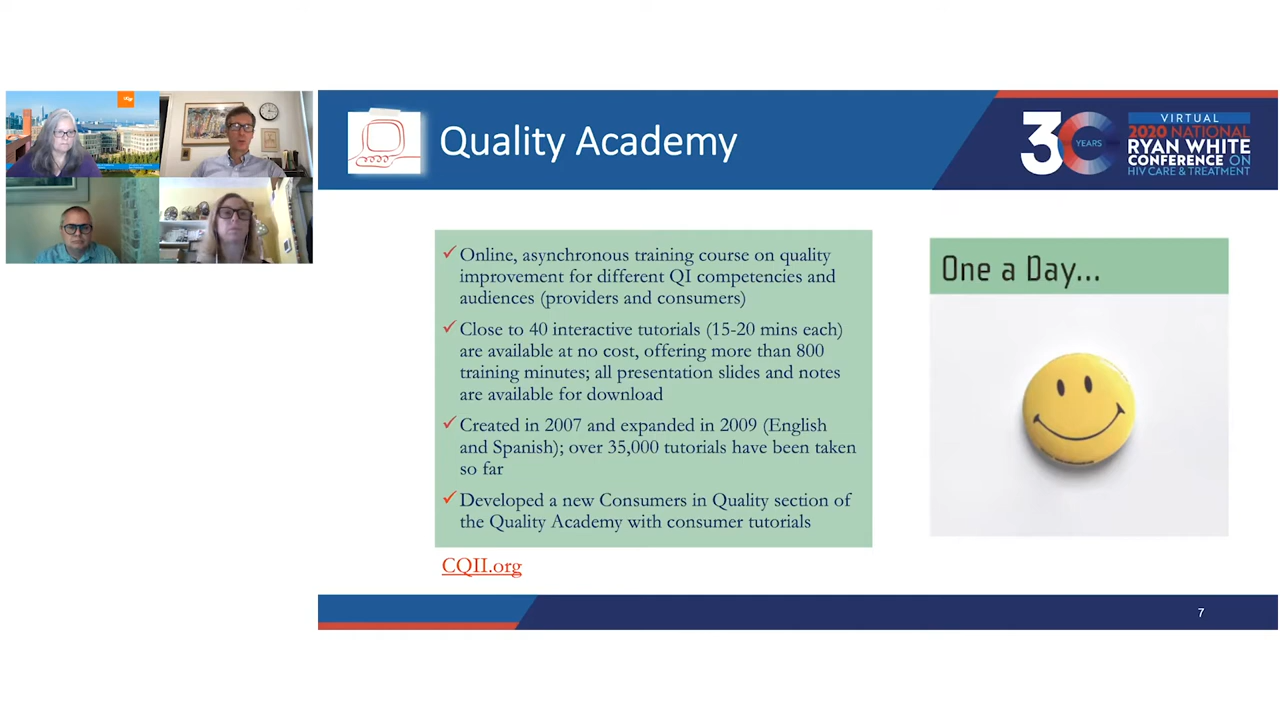 Quality Academy
30
YEARS
VIRTUAL
2020 NATIONAL
RYAN WHITE
CONFERENCE ON
HIV CARE & TREATMENT
✓ Online, asynchronous training course on quality
improvement for different QI competencies and
audiences (providers and consumers)
✓ Close to 40 interactive tutorials (15-20 mins each)
are available at no cost, offering more than 800
training minutes; all presentation slides and notes
are available for download
✓ Created in 2007 and expanded in 2009 (English
and Spanish); over 35,000 tutorials have been taken
so far
✓ Developed a new Consumers in Quality section of
the Quality Academy with consumer tutorials
CQII.org
One a Day...
7